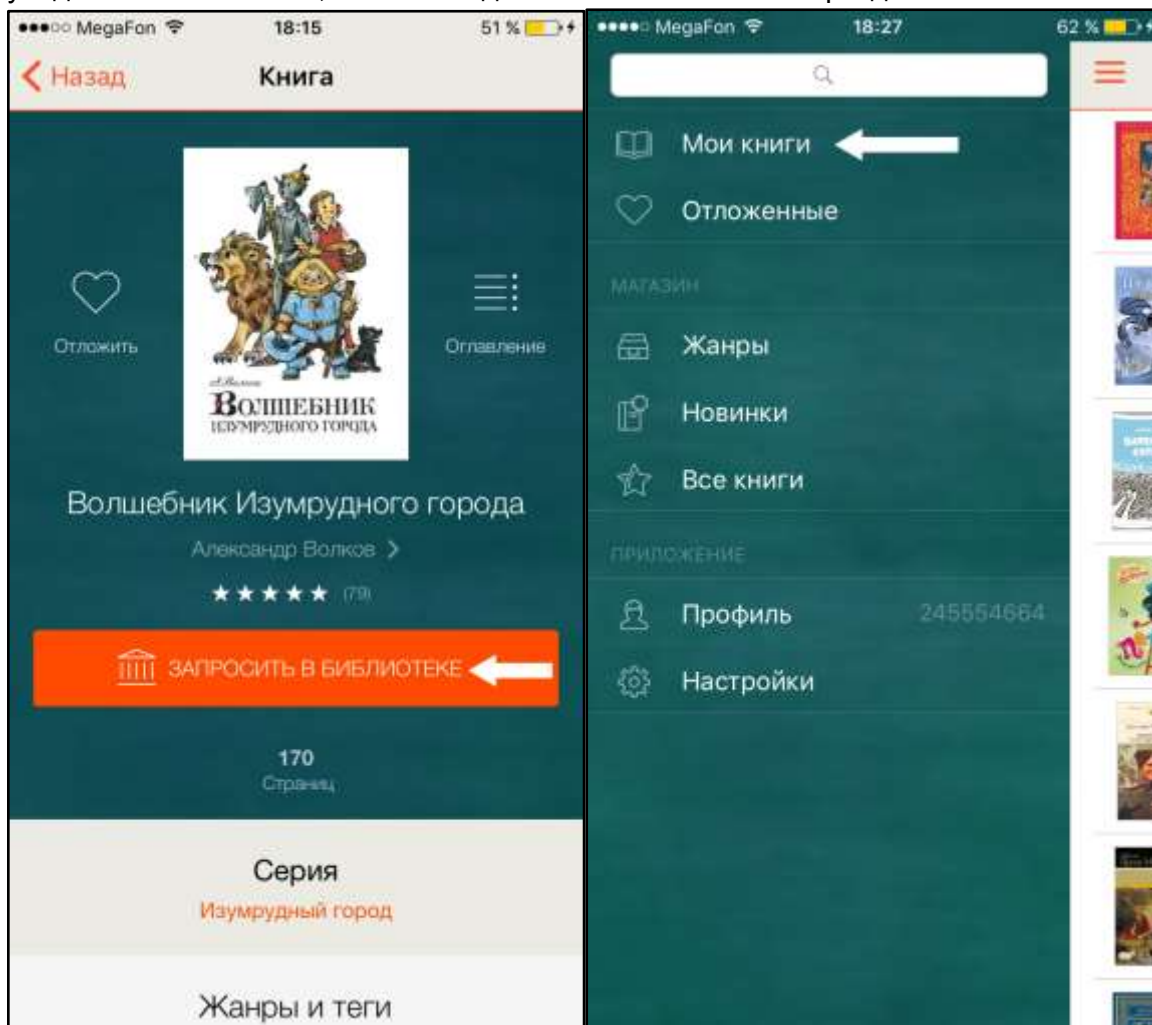 MegaFon 18:15 51 %
Назад Книга
Отложить
Оглавление
А. Волков
ВОЛШЕБНИК
ИЗУМРУДНОГО ГОРОДА
Волшебник Изумрудного города
Александр Волков >
(79)
ЗАПРОСИТЬ В БИБЛИОТЕКЕ
170
Страниц
Серия
Изумрудный город
Жанры и теги
MegaFon 18:27 62 %
Мои книги
Отложенные
МАГАЗИН
Жанры
Новинки
Все книги
ПРИЛОЖЕНИЕ
Профиль 245554664
Настройки